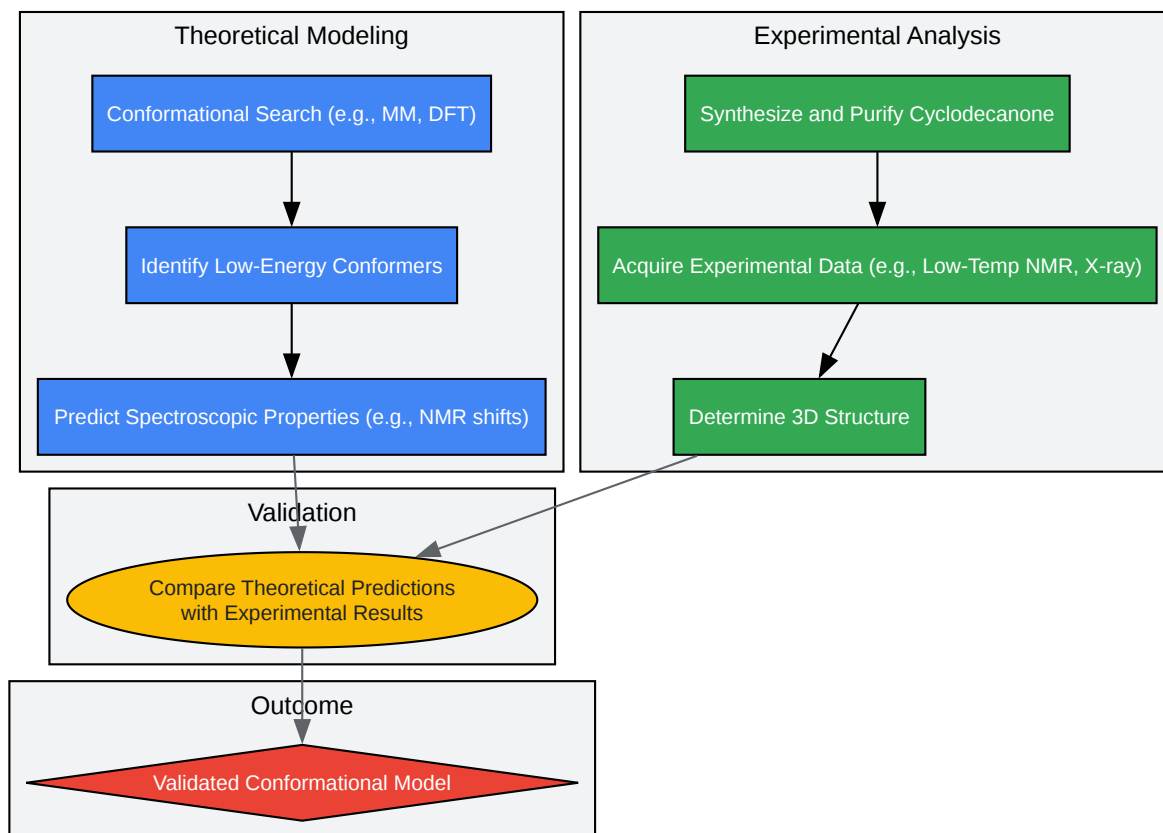 Theoretical Modeling
Conformational Search (e.g., MM, DFT)
Identify Low-Energy Conformers
Predict Spectroscopic Properties (e.g., NMR shifts)
Experimental Analysis
Synthesize and Purify Cyclodecanone
Acquire Experimental Data (e.g., Low-Temp NMR, X-ray)
Determine 3D Structure
Validation
Compare Theoretical Predictions
with Experimental Results
Outcome
Validated Conformational Model